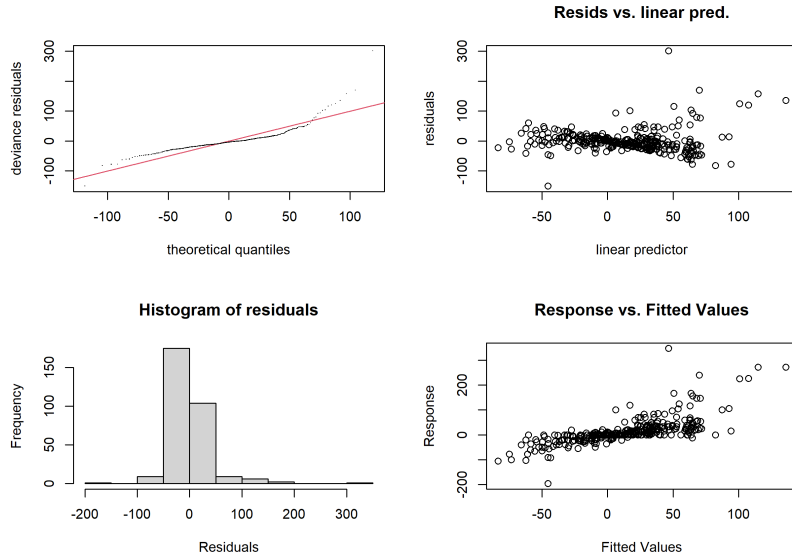 Resids vs. linear pred.
deviance residuals
-100 0 100 300
-100 -50 0 50 100
theoretical quantiles
residuals
-100 0 100 300
-50 0 50 100
linear predictor
Histogram of residuals
Frequency
0 50 100 150
-200 -100 0 100 200 300
Residuals
Response vs. Fitted Values
Response
-200 0 200
-50 0 50 100
Fitted Values